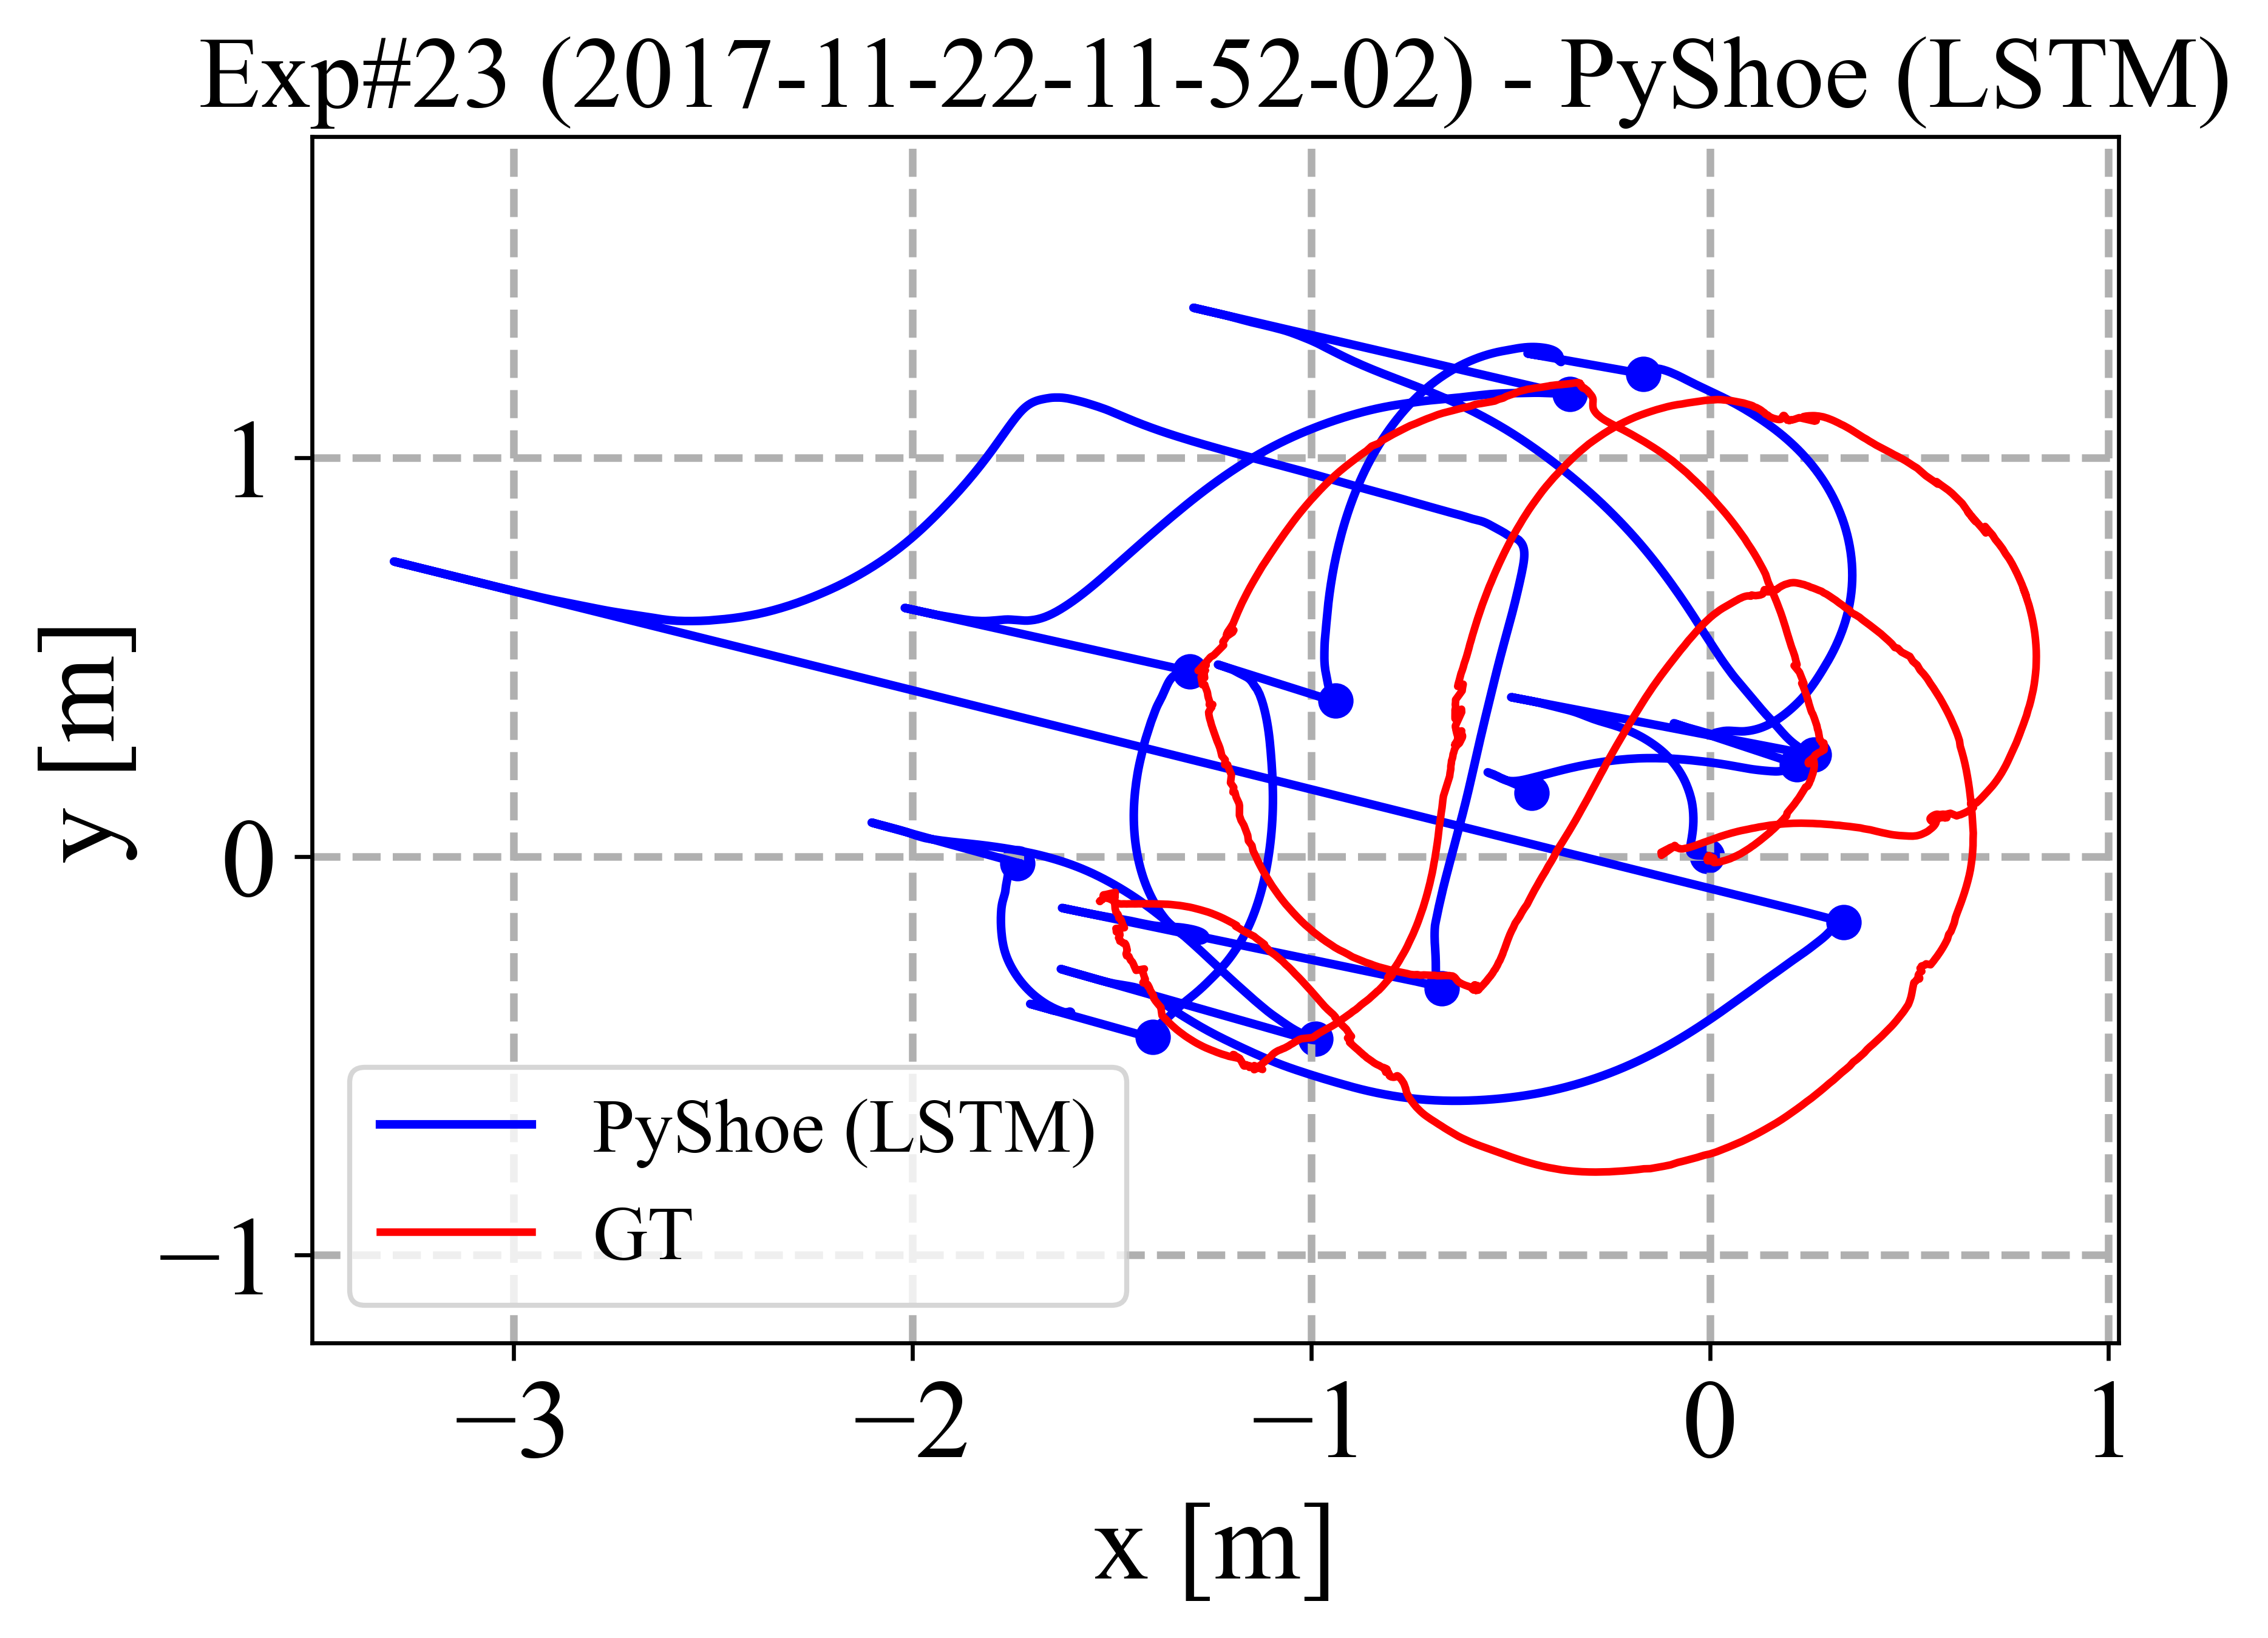 Exp#23 (2017-11-22-11-52-02) - PyShoe (LSTM)
y [m]
1
0
−1
PyShoe (LSTM)
GT
−3 −2 −1 0 1
x [m]